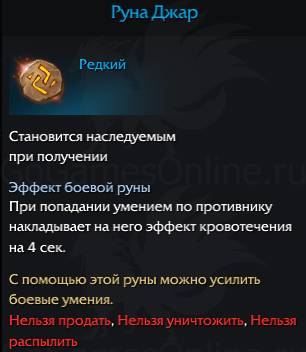 Руна Джар
Редкий
Становится наследуемым
при получении
Эффект боевой руны
При попадании умением по противнику
накладывает на него эффект кровотечения
на 4 сек.
С помощью этой руны можно усилить
боевые умения.
Нельзя продать, Нельзя уничтожить, Нельзя
распылить